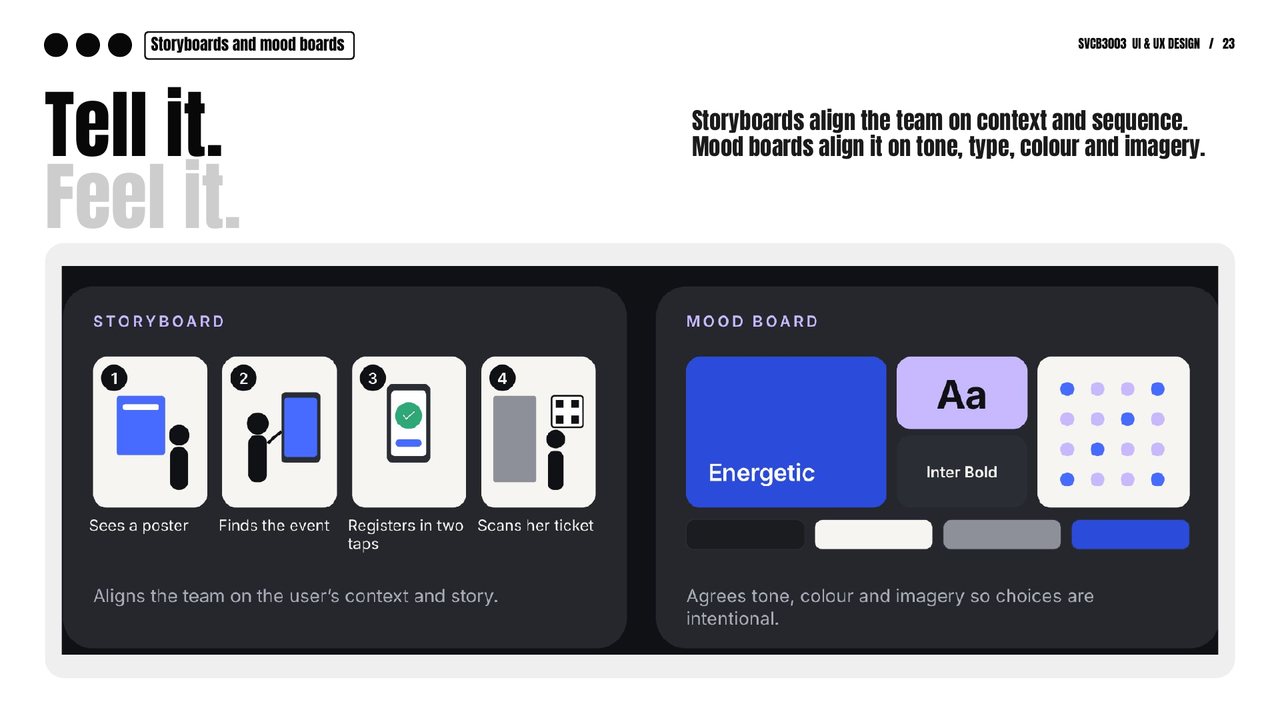 Storyboards and mood boards
SVCB3003 UI & UX DESIGN / 23
Tell it.
Feel it.
Storyboards align the team on context and sequence.
Mood boards align it on tone, type, colour and imagery.
STORYBOARD
1
2
3
4
Sees a poster
Finds the event
Registers in two
taps
Scans her ticket
Aligns the team on the user’s context and story.
MOOD BOARD
Energetic
Aa
Inter Bold
Agrees tone, colour and imagery so choices are
intentional.